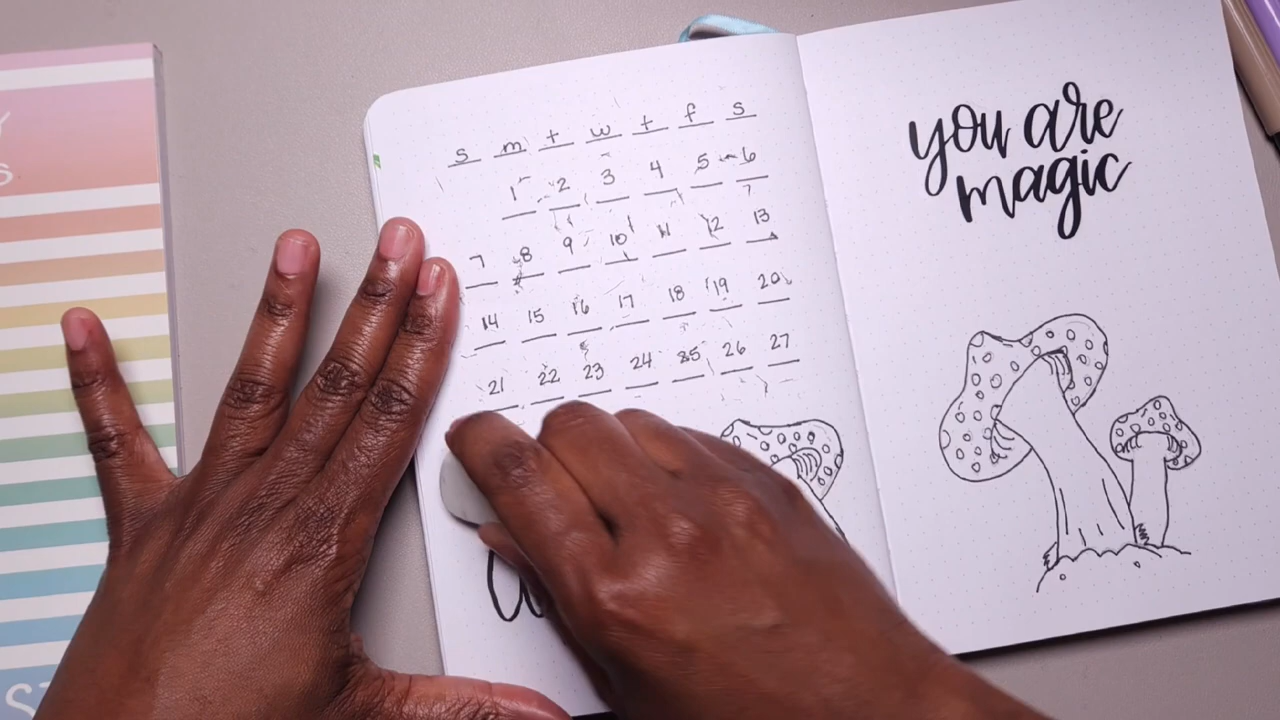 s m t w t f s
1 2 3 4 5 6
7 8 9 10 11 12 13
14 15 16 17 18 19 20
21 22 23 24 25 26 27
you are
magic